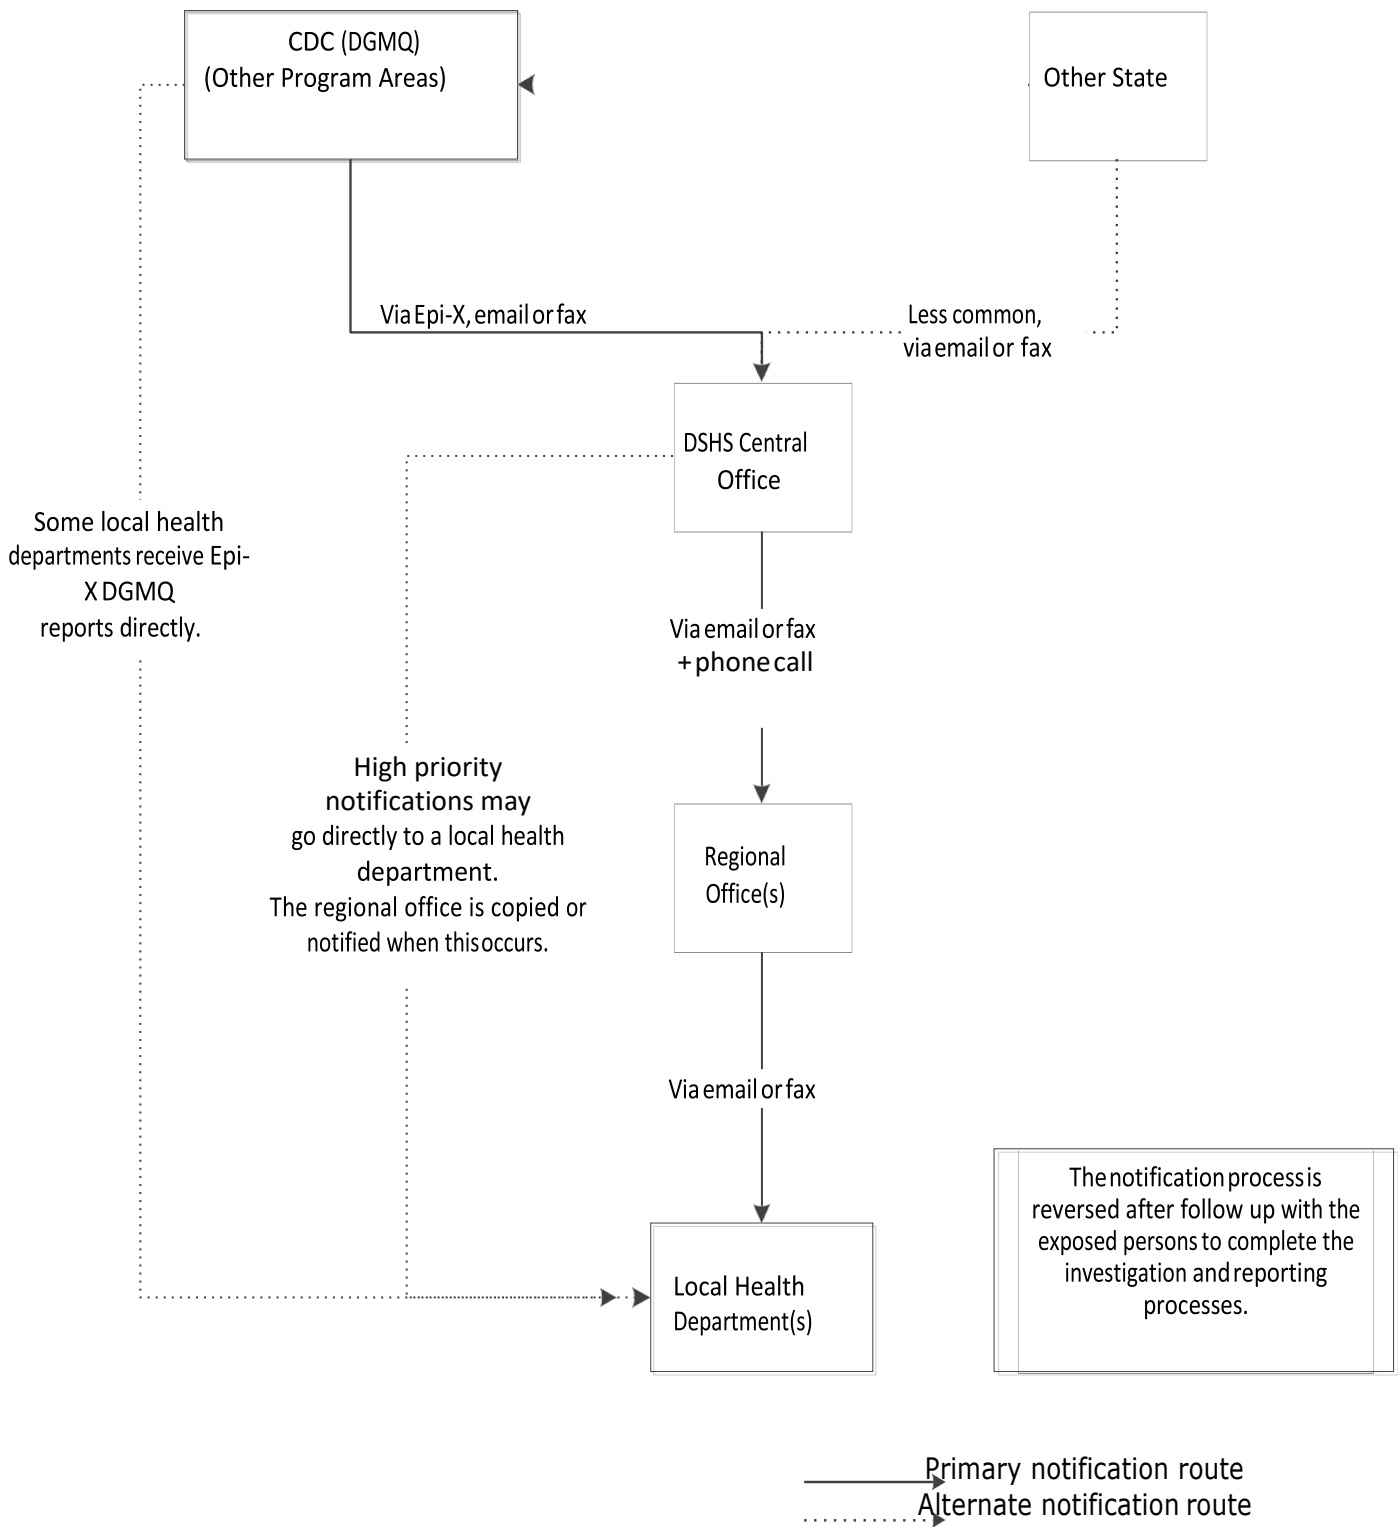 CDC (DGMQ)
(Other Program Areas)
Other State
Via Epi-X, email or fax
Less common,
via email or fax
DSHS Central
Office
Some local health
departments receive Epi-
X DGMQ
reports directly.
Via email or fax
+ phone call
High priority
notifications may
go directly to a local health
department.
The regional office is copied or
notified when this occurs.
Regional
Office(s)
Via email or fax
Local Health
Department(s)
The notification process is
reversed after follow up with the
exposed persons to complete the
investigation and reporting
processes.
Primary notification route
Alternate notification route